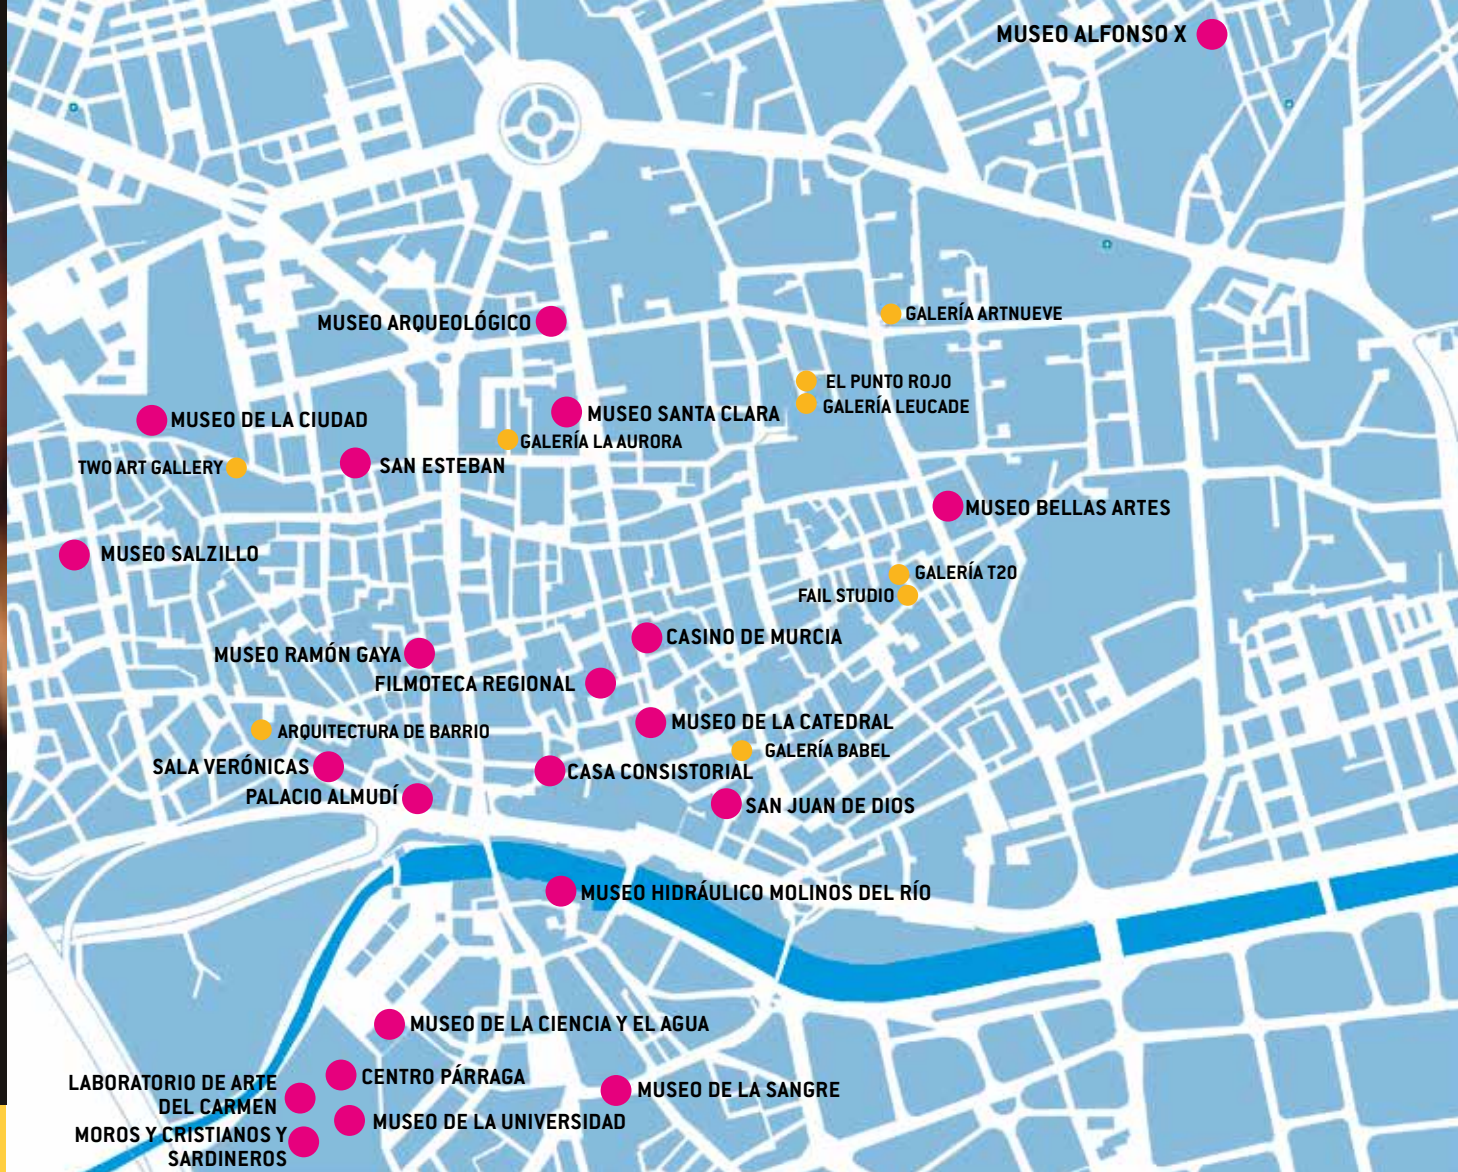 MUSEO ALFONSO X
GALERÍA ARTNUEVE
MUSEO ARQUEOLÓGICO
EL PUNTO ROJO
GALERÍA LEUCADE
MUSEO SANTA CLARA
MUSEO DE LA CIUDAD
GALERÍA LA AURORA
TWO ART GALLERY
SAN ESTEBAN
MUSEO BELLAS ARTES
MUSEO SALZILLO
GALERÍA T20
FAIL STUDIO
CASINO DE MURCIA
MUSEO RAMÓN GAYA
FILMOTECA REGIONAL
MUSEO DE LA CATEDRAL
ARQUITECTURA DE BARRIO
GALERÍA BABEL
SALA VERÓNICAS
CASA CONSISTORIAL
PALACIO ALMUDÍ
SAN JUAN DE DIOS
MUSEO HIDRÁULICO MOLINOS DEL RÍO
MUSEO DE LA CIENCIA Y EL AGUA
CENTRO PÁRRAGA
LABORATORIO DE ARTE
DEL CARMEN
MUSEO DE LA SANGRE
MUSEO DE LA UNIVERSIDAD
MOROS Y CRISTIANOS Y
SARDINEROS